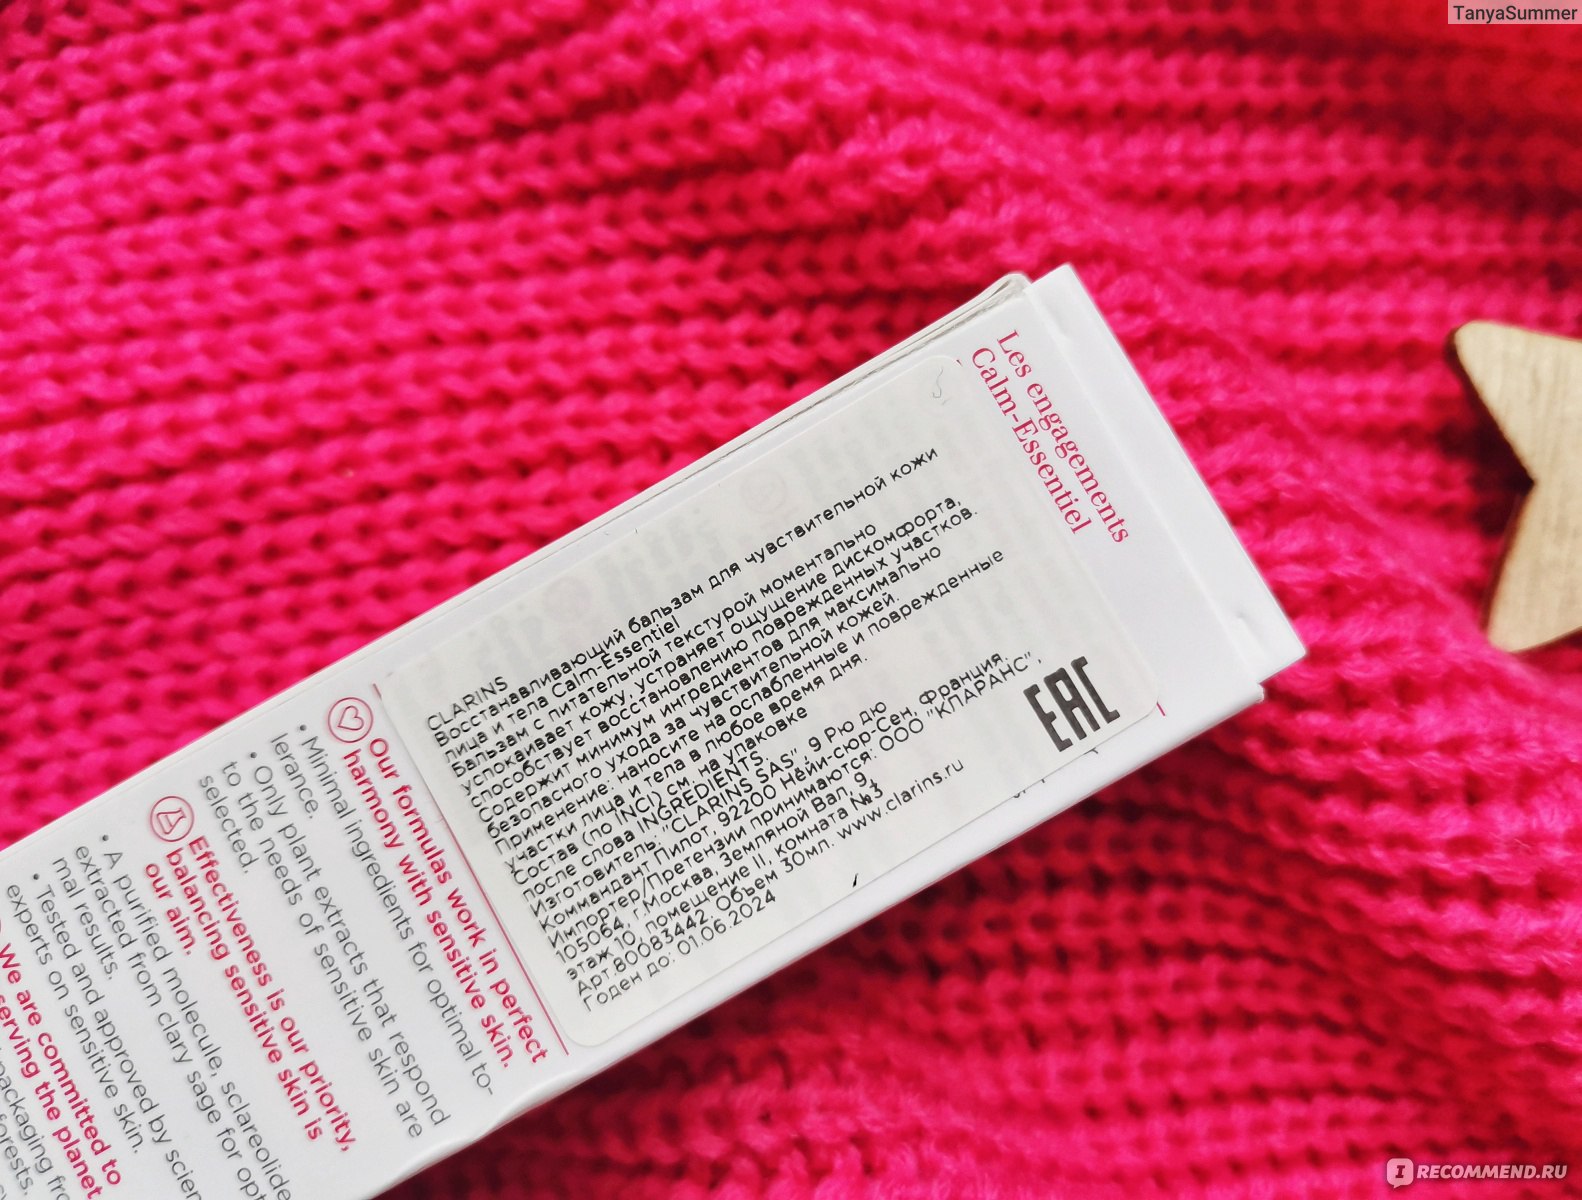 TanyaSummer
Les engagements
Calm-Essentiel
CLARINS
Восстанавливающий бальзам для чувствительной кожи
лица и тела Calm-Essentiel
Бальзам с питательной текстурой моментально
успокаивает кожу, устраняет ощущение дискомфорта,
способствует восстановлению поврежденных участков.
Содержит минимум ингредиентов для максимально
безопасного ухода за чувствительной кожей.
Применение: наносите на ослабленные и поврежденные
участки лица и тела в любое время дня.
Состав (по INCI) см. на упаковке
после слова INGREDIENTS.
Изготовитель: "CLARINS SAS", 9 Рю дю
Коммандант Пилот, 92200 Нёйи-сюр-Сен, Франция.
Импортер/Претензии принимаются: ООО "КЛАРАНС",
105064, г.Москва, Земляной Вал, 9,
этаж 10, помещение II, комната №3
Арт.80083442. Объем 30мл. www.clarins.ru
Годен до: 01.06.2024
EAC
Our formulas work in perfect
harmony with sensitive skin.
• Minimal ingredients for optimal to-
lerance.
• Only plant extracts that respond
to the needs of sensitive skin are
selected.
Effectiveness is our priority,
balancing sensitive skin is
our aim.
• A purified molecule, sclareolide
extracted from clary sage for opt
mal results.
• Tested and approved by scien
experts on sensitive skin.
We are committed to
serving the planet
packaging fr
forests.
IRECOMMEND.RU